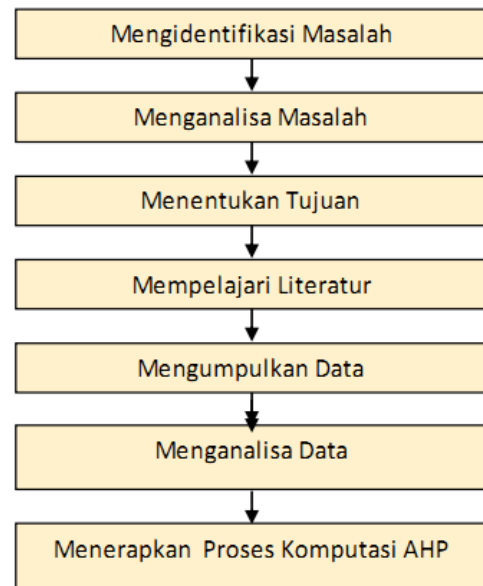 Mengidentifikasi Masalah
Menganalisa Masalah
Menentukan Tujuan
Mempelajari Literatur
Mengumpulkan Data
Menganalisa Data
Menerapkan Proses Komputasi AHP